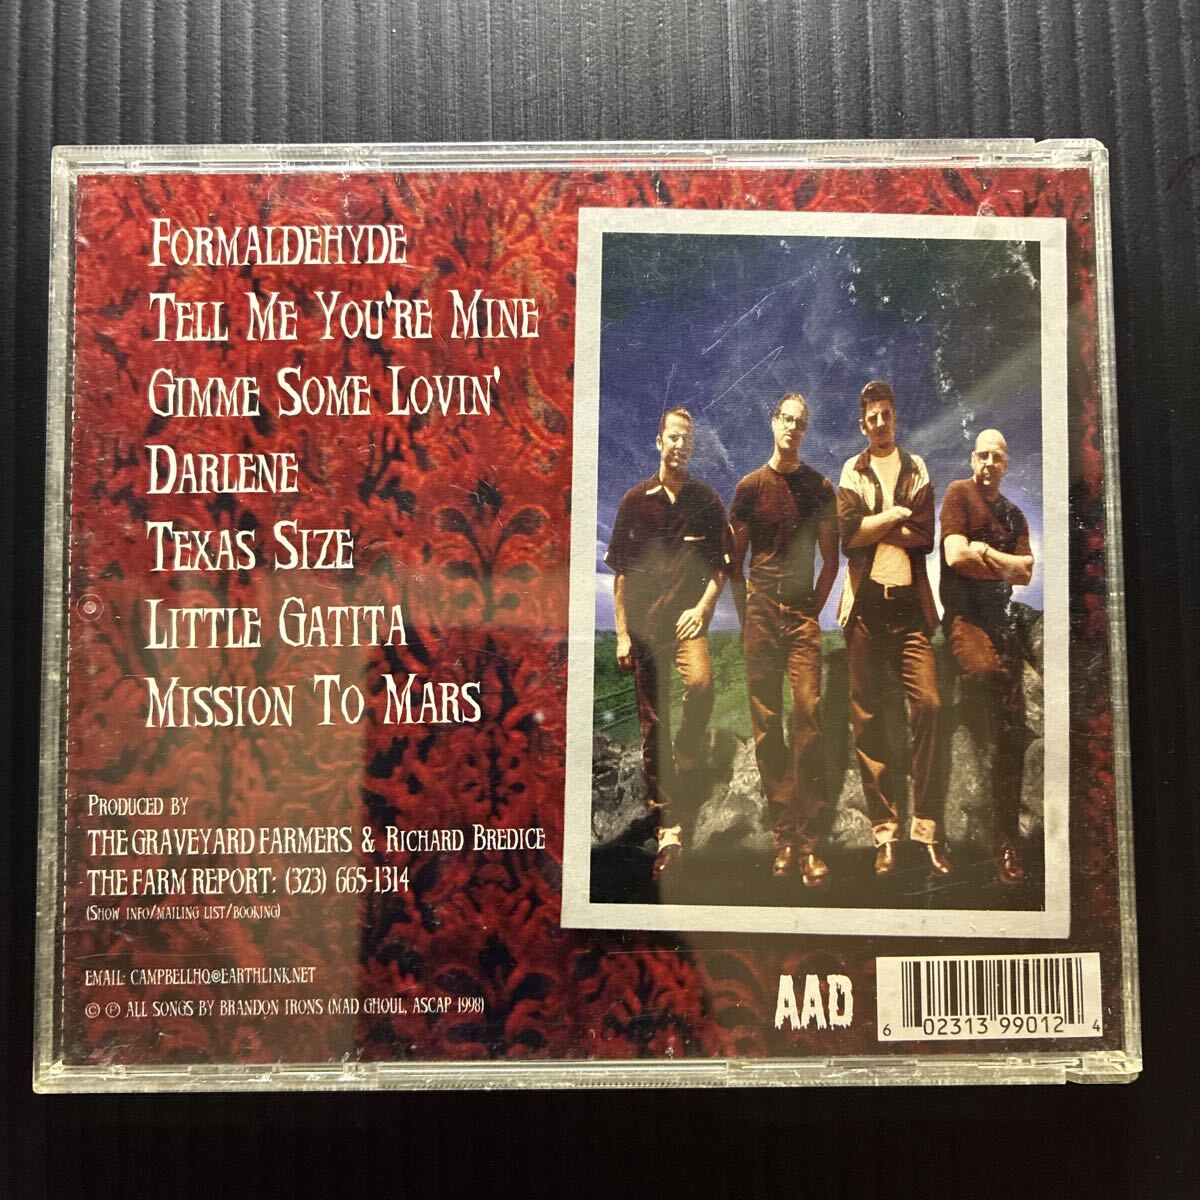 Formaldehyde
Tell Me You're Mine
Gimme Some Lovin'
Darlene
Texas Size
Little Gatita
Mission To Mars
Produced by
THE GRAVEYARD FARMERS & Richard Bredice
THE FARM REPORT: (323) 665-1314
(Show info/mailing list/booking)
EMAIL: CAMPBELLHQ@EARTHLINK.NET
© ℗ ALL SONGS BY BRANDON IRONS (MAD GHOUL, ASCAP 1998)
AAD
6 02313 99012 4